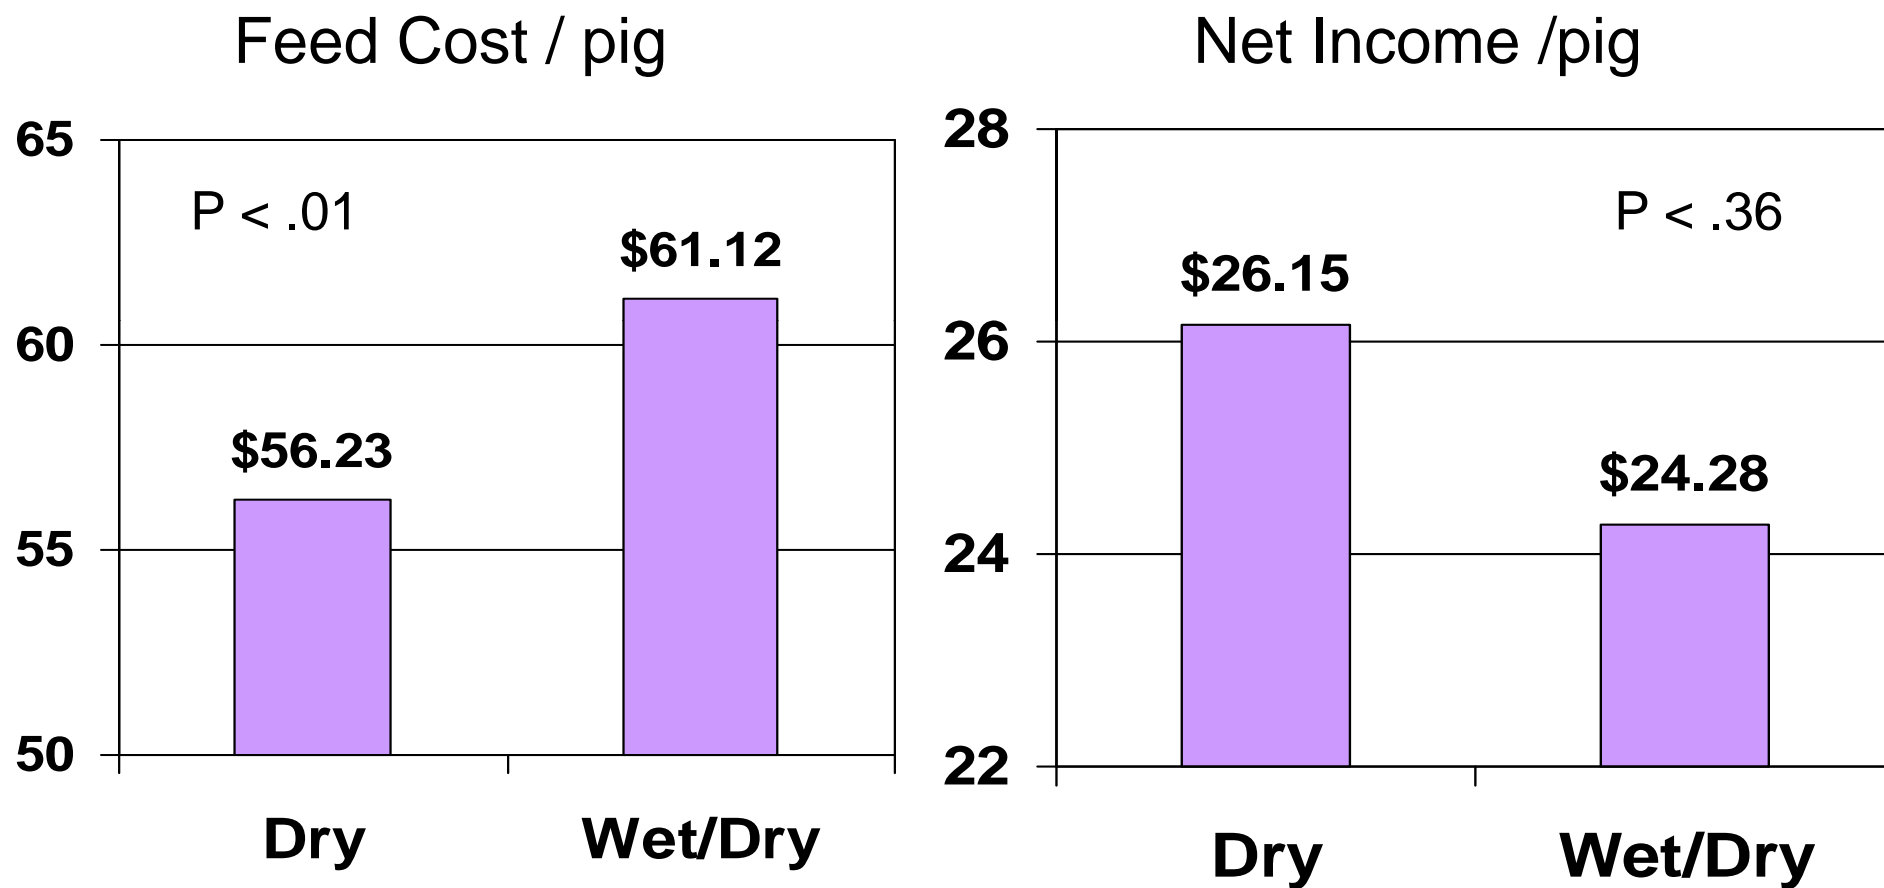 Feed Cost / pig
65
60
55
50
P < .01
$56.23
$61.12
Dry
Wet/Dry
Net Income /pig
28
26
24
22
P < .36
$26.15
$24.28
Dry
Wet/Dry